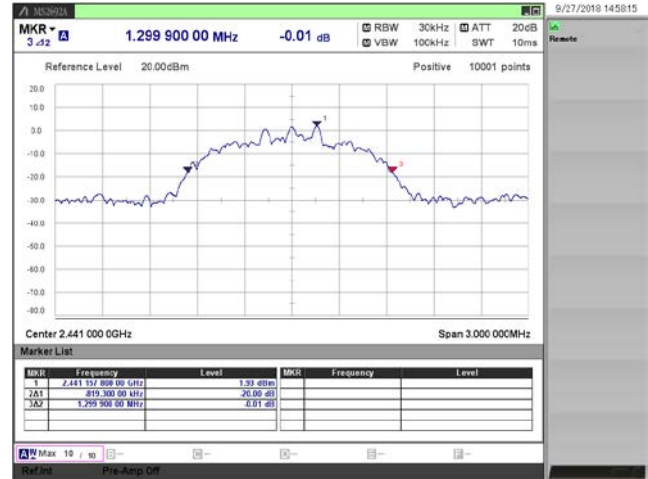 MS2692A
9/27/2018 14:58:15
MKR
3 Δ2 A
1.299 900 00 MHz
-0.01 dB
M RBW 30kHz M ATT 20dB
M VBW 100kHz SWT 10ms
Remote
Reference Level 20.00dBm
Positive 10001 points
20.0
10.0
0.0
-10.0
-20.0
-30.0
-40.0
-50.0
-60.0
-70.0
-80.0
1
3
Center 2.441 000 0GHz
Span 3.000 000MHz
Marker List
MKR Frequency Level MKR Frequency Level
1 2.441 157 800 00 GHz 1.93 dBm
2Δ1 -819.300 00 kHz -20.00 dB
3Δ2 1.299 900 00 MHz -0.01 dB
A W Max 10 / 10
Ref.Int Pre-Amp Off